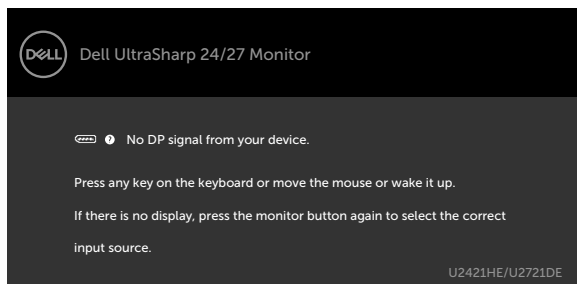 DELL
Dell UltraSharp 24/27 Monitor
? No DP signal from your device.
Press any key on the keyboard or move the mouse or wake it up.
If there is no display, press the monitor button again to select the correct
input source.
U2421HE/U2721DE